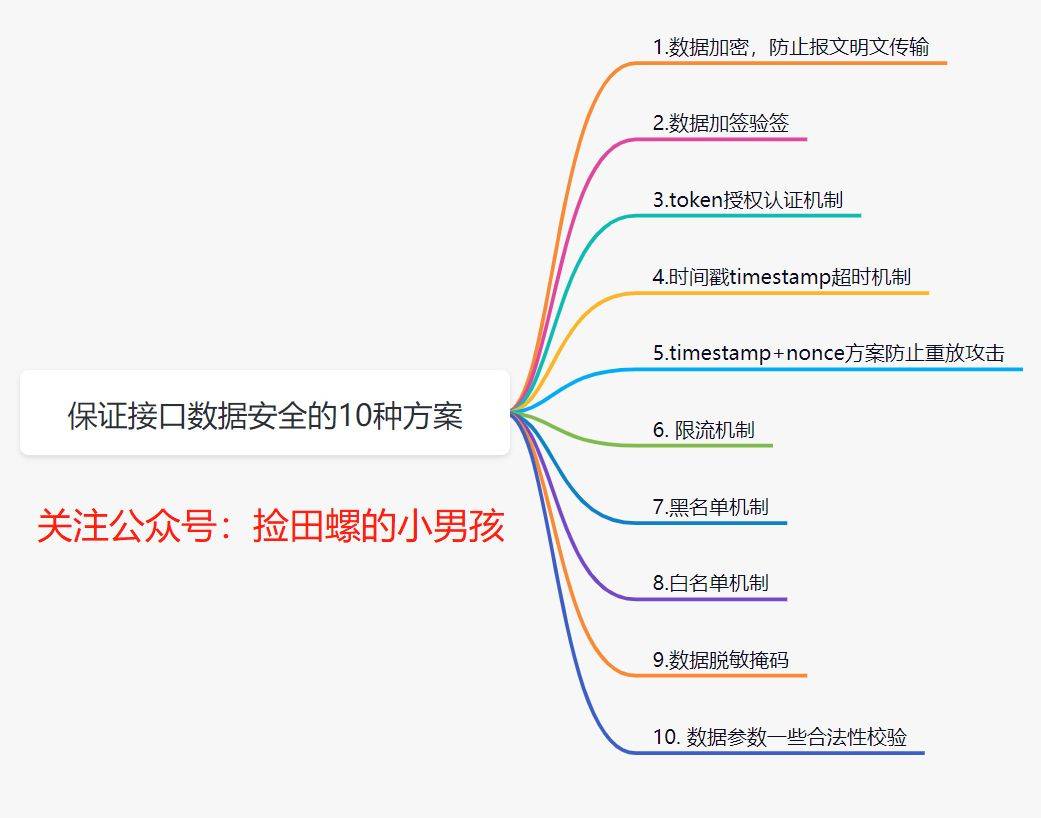 保证接口数据安全的10种方案
关注公众号：捡田螺的小男孩
1.数据加密，防止报文明文传输
2.数据加签验签
3.token授权认证机制
4.时间戳timestamp超时机制
5.timestamp+nonce方案防止重放攻击
6. 限流机制
7.黑名单机制
8.白名单机制
9.数据脱敏掩码
10. 数据参数一些合法性校验